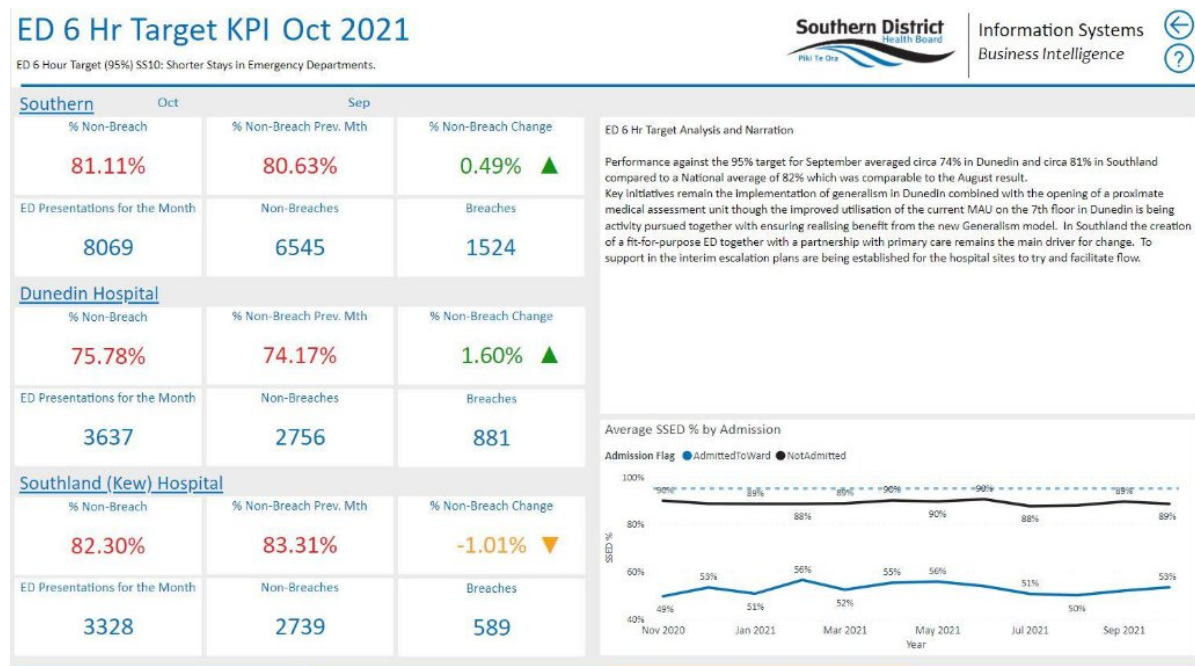 ED 6 Hr Target KPI Oct 2021
ED 6 Hour Target (95%) SS10: Shorter Stays in Emergency Departments.
Southern District
Health Board
Piki Te Ora
Information Systems
Business Intelligence
?
Southern Oct Sep
% Non-Breach % Non-Breach Prev. Mth % Non-Breach Change
81.11% 80.63% 0.49% ▲
ED Presentations for the Month Non-Breaches Breaches
8069 6545 1524
Dunedin Hospital
% Non-Breach % Non-Breach Prev. Mth % Non-Breach Change
75.78% 74.17% 1.60% ▲
ED Presentations for the Month Non-Breaches Breaches
3637 2756 881
Southland (Kew) Hospital
% Non-Breach % Non-Breach Prev. Mth % Non-Breach Change
82.30% 83.31% -1.01% ▼
ED Presentations for the Month Non-Breaches Breaches
3328 2739 589
ED 6 Hr Target Analysis and Narration
Performance against the 95% target for September averaged circa 74% in Dunedin and circa 81% in Southland
compared to a National average of 82% which was comparable to the August result.
Key initiatives remain the implementation of generalism in Dunedin combined with the opening of a proximate
medical assessment unit though the improved utilisation of the current MAU on the 7th floor in Dunedin is being
activity pursued together with ensuring realising benefit from the new Generalism model. In Southland the creation
of a fit-for-purpose ED together with a partnership with primary care remains the main driver for change. To
support in the interim escalation plans are being established for the hospital sites to try and facilitate flow.
Average SSED % by Admission
Admission Flag AdmittedToWard NotAdmitted
100%
90% 89% 89% 90% 90% 89%
88% 90% 88% 89%
80%
SSED %
60%
53% 56% 55% 56% 51% 53%
49% 51% 52% 50%
40%
Nov 2020 Jan 2021 Mar 2021 May 2021 Jul 2021 Sep 2021
Year